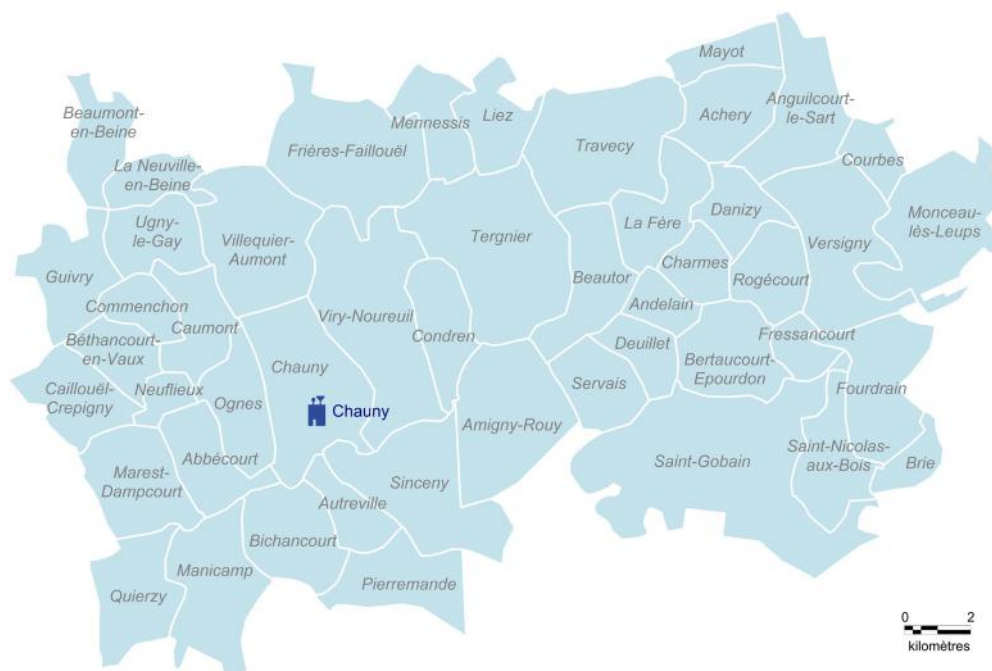 Mayot
Beaumont-
en-Beine
Mennessis
Liez
Achery
Anguilcourt-
le-Sart
Frières-Faillouël
Travecy
Courbes
La Neuville-
en-Beine
Ugny-
le-Gay
Villequier-
Aumont
Tergnier
La Fère
Danizy
Versigny
Monceau-
lès-Leups
Guivry
Beautor
Charmes
Rogécourt
Commenchon
Caumont
Viry-Noureuil
Condren
Andelain
Béthancourt-
en-Vaux
Deuillet
Fressancourt
Chauny
Bertaucourt-
Epourdon
Caillouël-
Crepigny
Neuflieux
Ognes
Servais
Fourdrain
Chauny
Amigny-Rouy
Abbécourt
Saint-Gobain
Saint-Nicolas-
aux-Bois
Brie
Marest-
Dampcourt
Sinceny
Autreville
Bichancourt
Manicamp
Pierremande
Quierzy
0 2
kilomètres